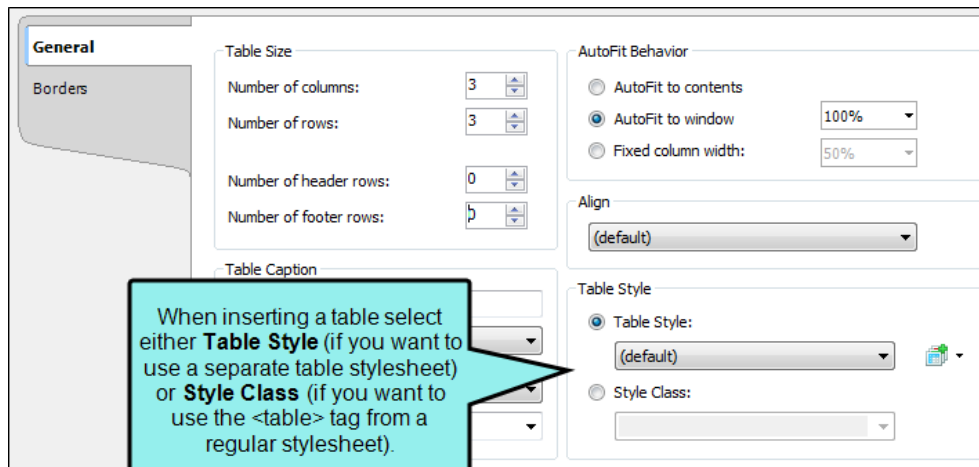 General
Borders
Table Size
Number of columns: 3
Number of rows: 3
Number of header rows: 0
Number of footer rows: 0
Table Caption
When inserting a table select
either Table Style (if you want to
use a separate table stylesheet)
or Style Class (if you want to
use the <table> tag from a
regular stylesheet).
AutoFit Behavior
AutoFit to contents
AutoFit to window 100%
Fixed column width: 50%
Align
(default)
Table Style
Table Style:
(default)
Style Class: